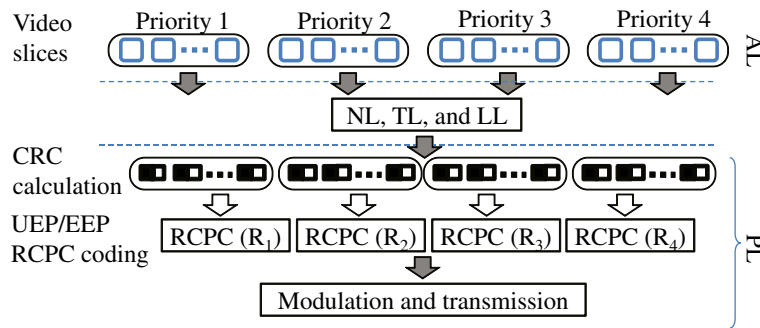 Video slices
Priority 1
Priority 2
Priority 3
Priority 4
AL
NL, TL, and LL
CRC calculation
UEP/EEP RCPC coding
RCPC (R₁)
RCPC (R₂)
RCPC (R₃)
RCPC (R₄)
PL
Modulation and transmission